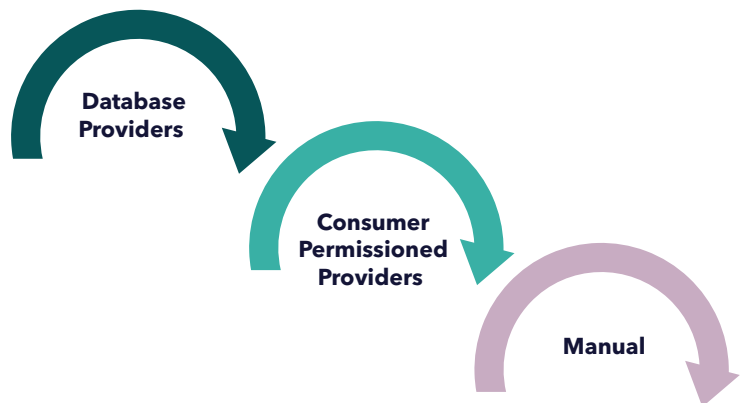 Database
Providers
Consumer
Permissioned
Providers
Manual